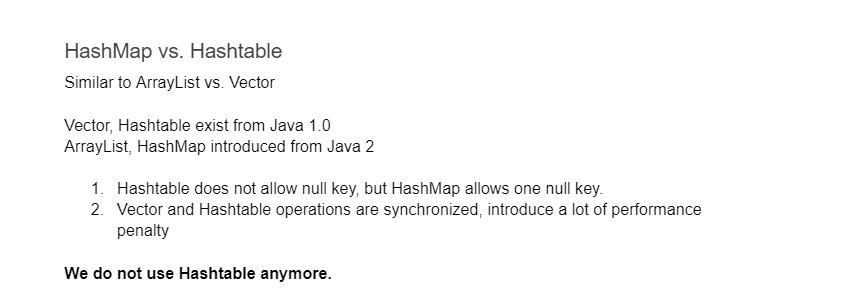 HashMap vs. Hashtable
Similar to ArrayList vs. Vector
Vector, Hashtable exist from Java 1.0
ArrayList, HashMap introduced from Java 2
1. Hashtable does not allow null key, but HashMap allows one null key.
2. Vector and Hashtable operations are synchronized, introduce a lot of performance
penalty
We do not use Hashtable anymore.